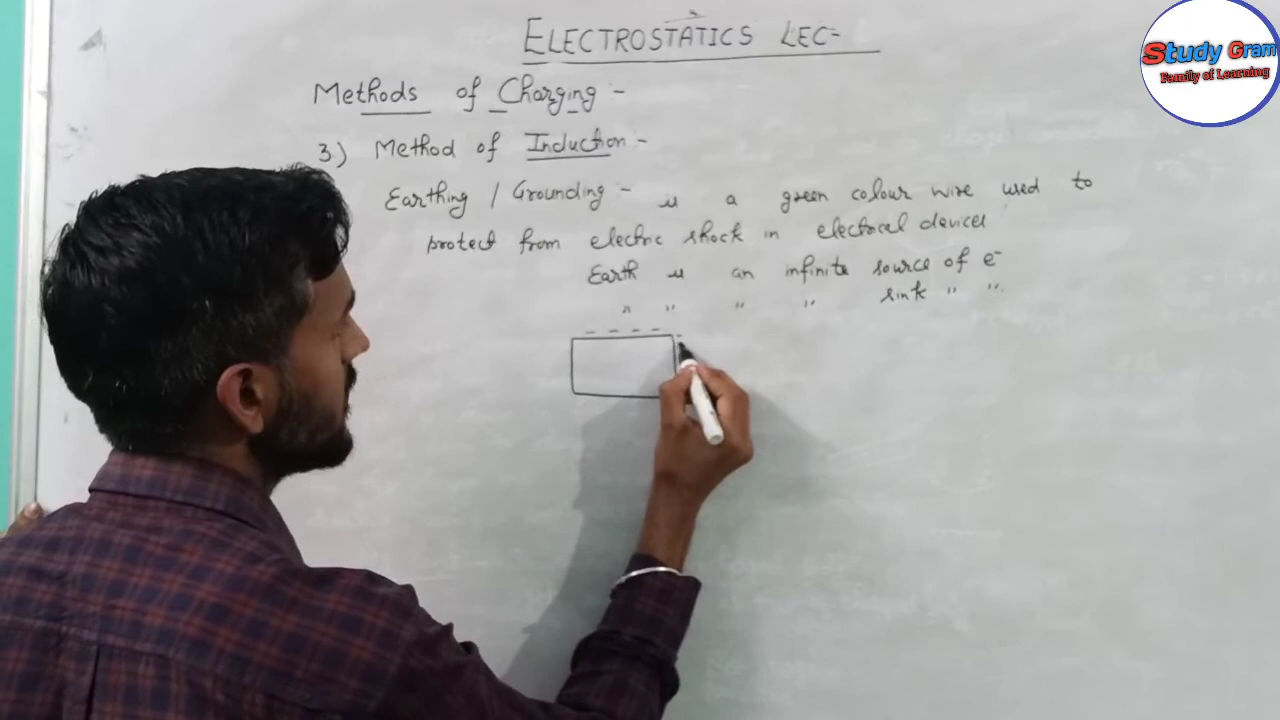 ELECTROSTATICS LEC-
Study Gram
Family of Learning
Methods of Charging :-
3) Method of Induction :-
Earthing / Grounding :- is a green colour wire used to
protect from electric shock in electrical devices
Earth is an infinite source of e⁻
" " " " sink " "